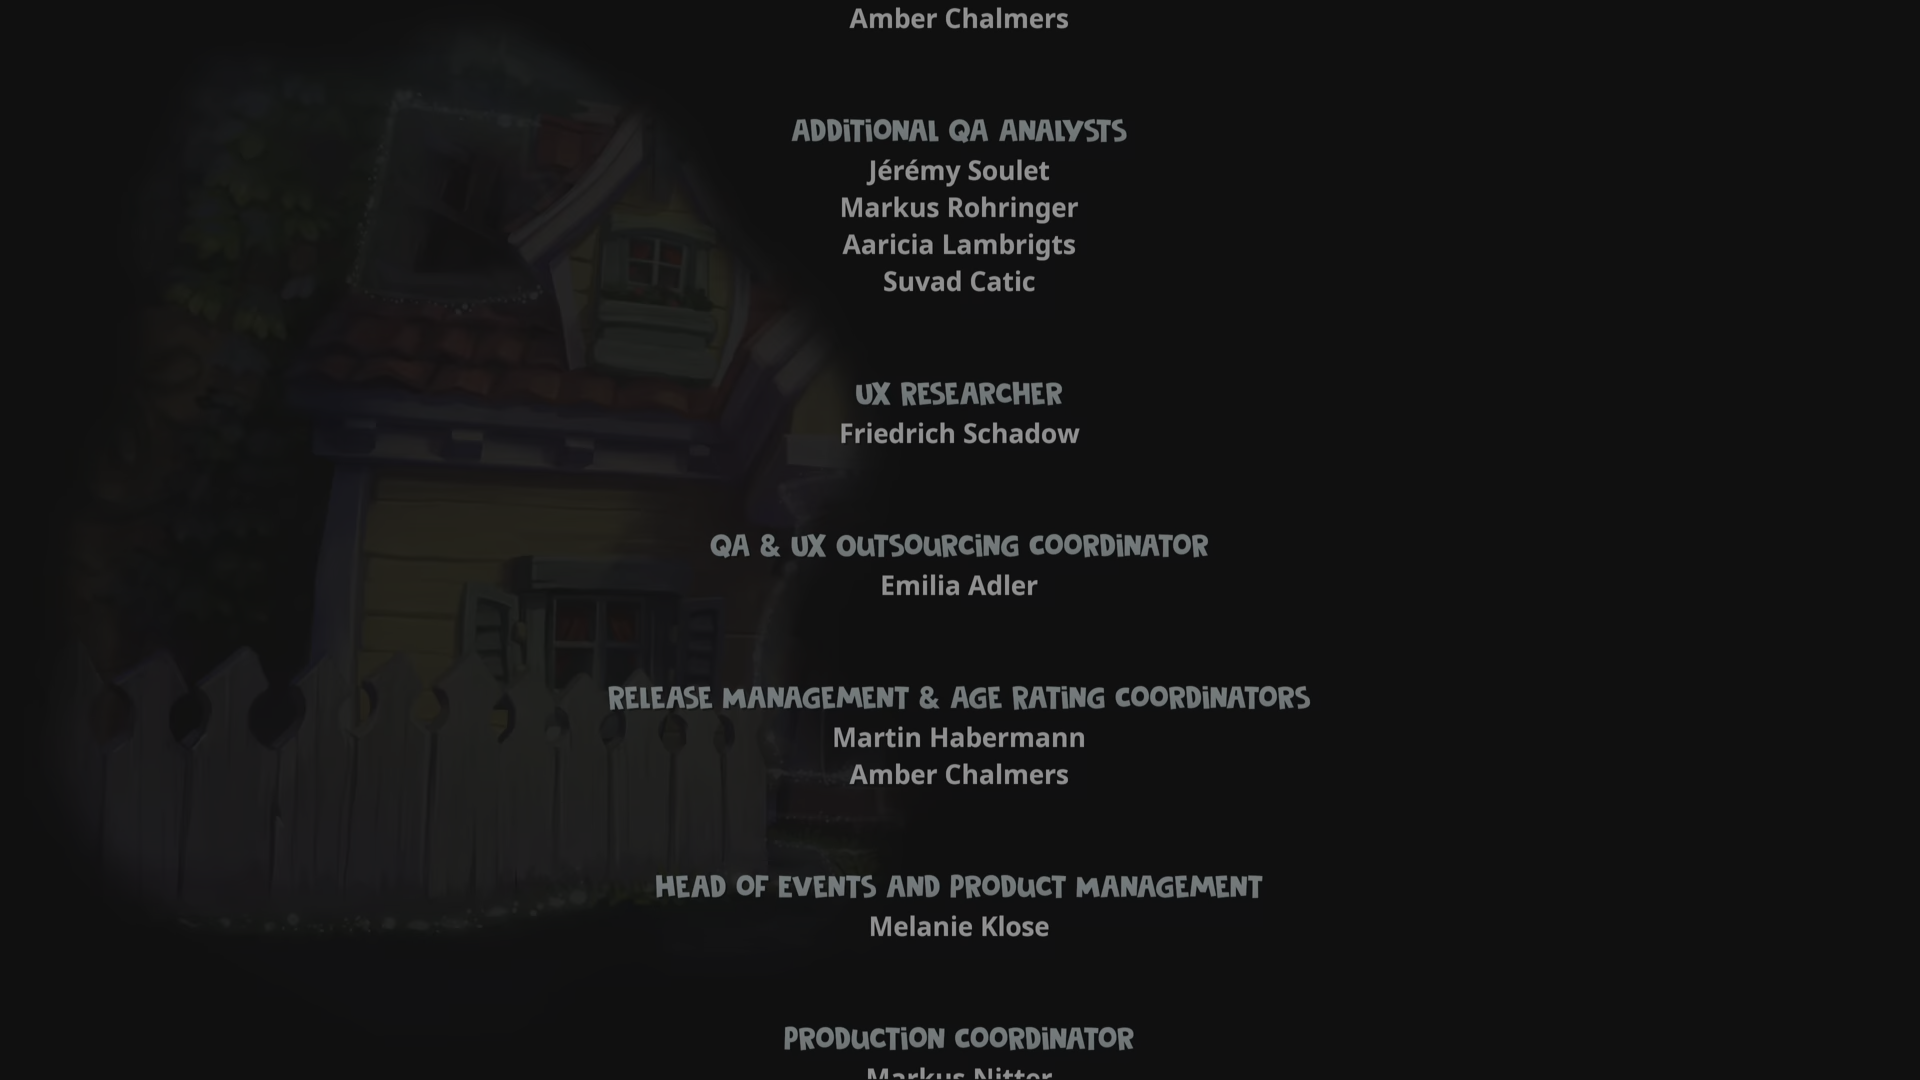 Amber Chalmers
ADDITIONAL QA ANALYSTS
Jérémy Soulet
Markus Rohringer
Aaricia Lambrigts
Suvad Catic
UX RESEARCHER
Friedrich Schadow
QA & UX OUTSOURCING COORDINATOR
Emilia Adler
RELEASE MANAGEMENT & AGE RATING COORDINATORS
Martin Habermann
Amber Chalmers
HEAD OF EVENTS AND PRODUCT MANAGEMENT
Melanie Klose
PRODUCTION COORDINATOR
Markus Nitter